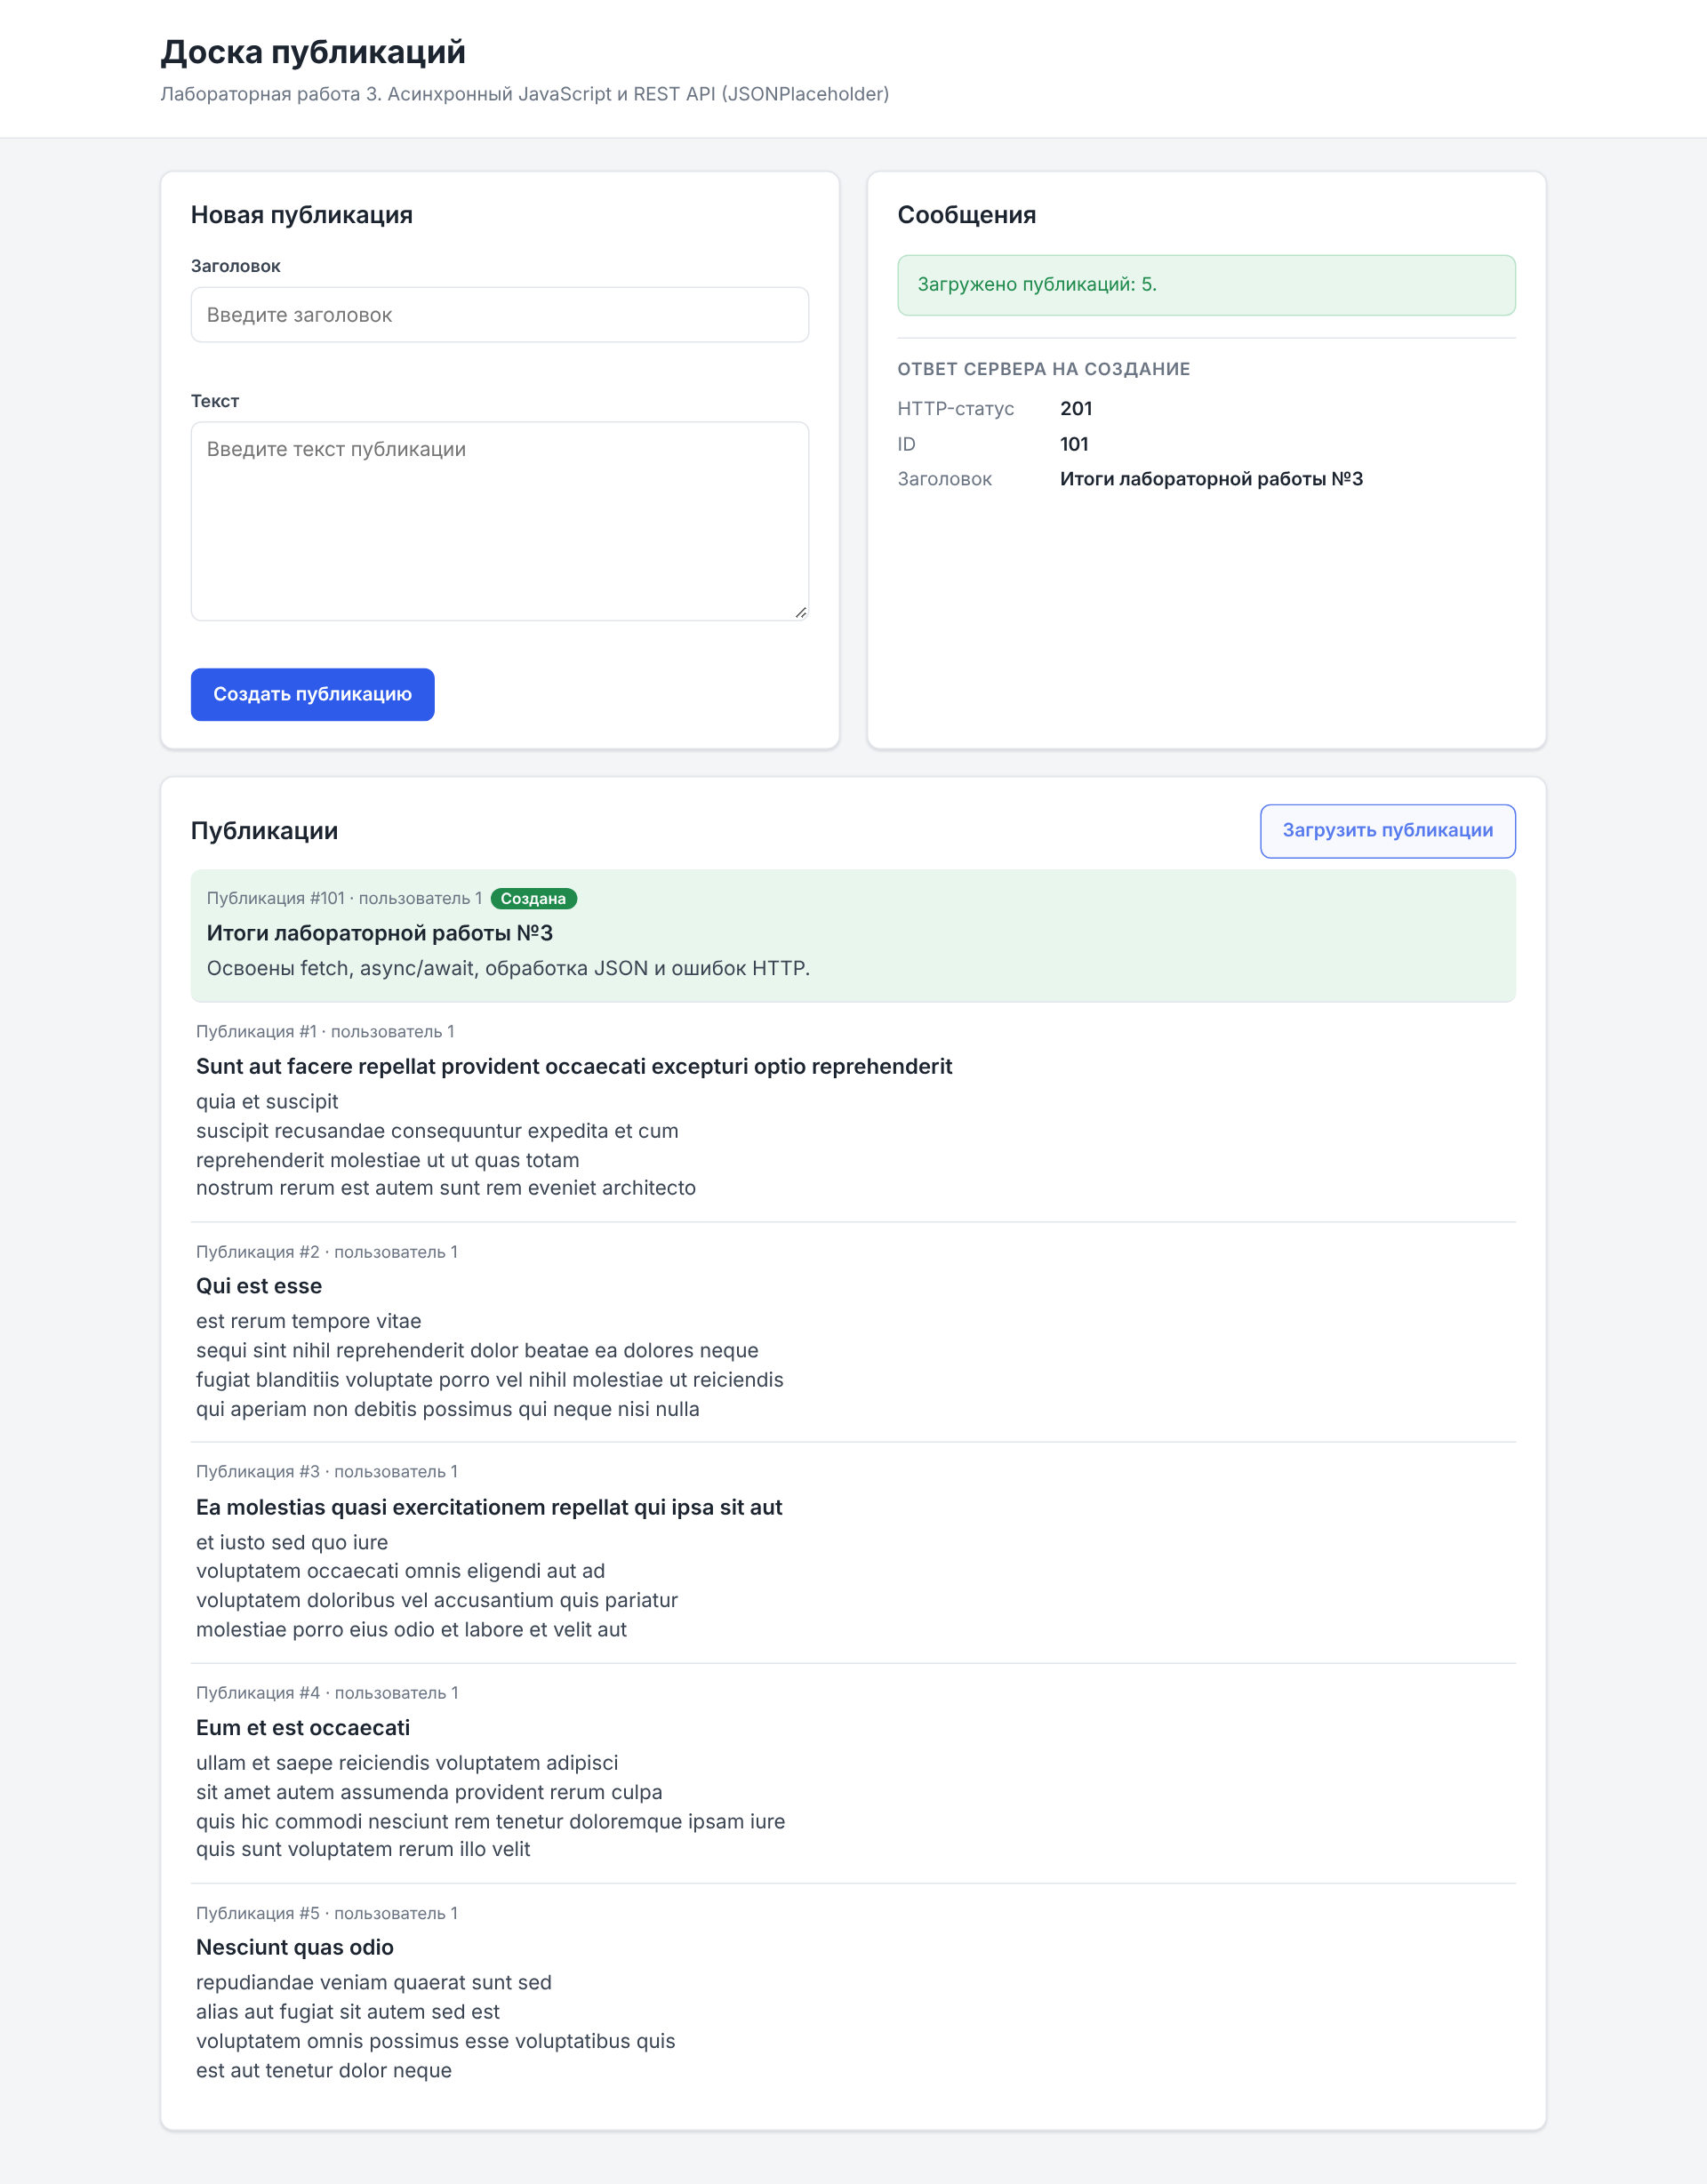 Доска публикаций
Лабораторная работа 3. Асинхронный JavaScript и REST API (JSONPlaceholder)
Новая публикация
Заголовок
Введите заголовок
Текст
Введите текст публикации
Создать публикацию
Сообщения
Загружено публикаций: 5.
ОТВЕТ СЕРВЕРА НА СОЗДАНИЕ
HTTP-статус 201
ID 101
Заголовок Итоги лабораторной работы №3
Публикации
Загрузить публикации
Публикация #101 · пользователь 1 Создана
Итоги лабораторной работы №3
Освоены fetch, async/await, обработка JSON и ошибок HTTP.
Публикация #1 · пользователь 1
Sunt aut facere repellat provident occaecati excepturi optio reprehenderit
quia et suscipit
suscipit recusandae consequuntur expedita et cum
reprehenderit molestiae ut ut quas totam
nostrum rerum est autem sunt rem eveniet architecto
Публикация #2 · пользователь 1
Qui est esse
est rerum tempore vitae
sequi sint nihil reprehenderit dolor beatae ea dolores neque
fugiat blanditiis voluptate porro vel nihil molestiae ut reiciendis
qui aperiam non debitis possimus qui neque nisi nulla
Публикация #3 · пользователь 1
Ea molestias quasi exercitationem repellat qui ipsa sit aut
et iusto sed quo iure
voluptatem occaecati omnis eligendi aut ad
voluptatem doloribus vel accusantium quis pariatur
molestiae porro eius odio et labore et velit aut
Публикация #4 · пользователь 1
Eum et est occaecati
ullam et saepe reiciendis voluptatem adipisci
sit amet autem assumenda provident rerum culpa
quis hic commodi nesciunt rem tenetur doloremque ipsam iure
quis sunt voluptatem rerum illo velit
Публикация #5 · пользователь 1
Nesciunt quas odio
repudiandae veniam quaerat sunt sed
alias aut fugiat sit autem sed est
voluptatem omnis possimus esse voluptatibus quis
est aut tenetur dolor neque